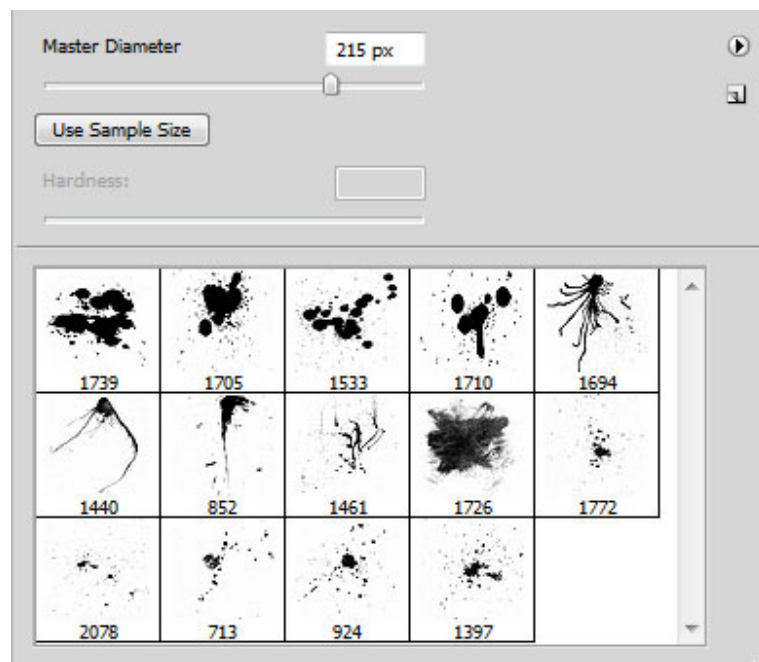 Master Diameter 215 px
Use Sample Size
Hardness:
1739 1705 1533 1710 1694
1440 852 1461 1726 1772
2078 713 924 1397